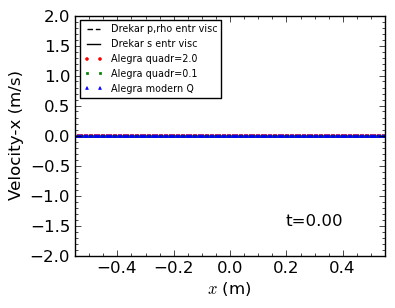 2.0
1.5
1.0
0.5
0.0
−0.5
−1.0
−1.5
−2.0
Velocity-x (m/s)
Drekar p,rho entr visc
Drekar s entr visc
Alegra quadr=2.0
Alegra quadr=0.1
Alegra modern Q
t=0.00
−0.4 −0.2 0.0 0.2 0.4
x (m)